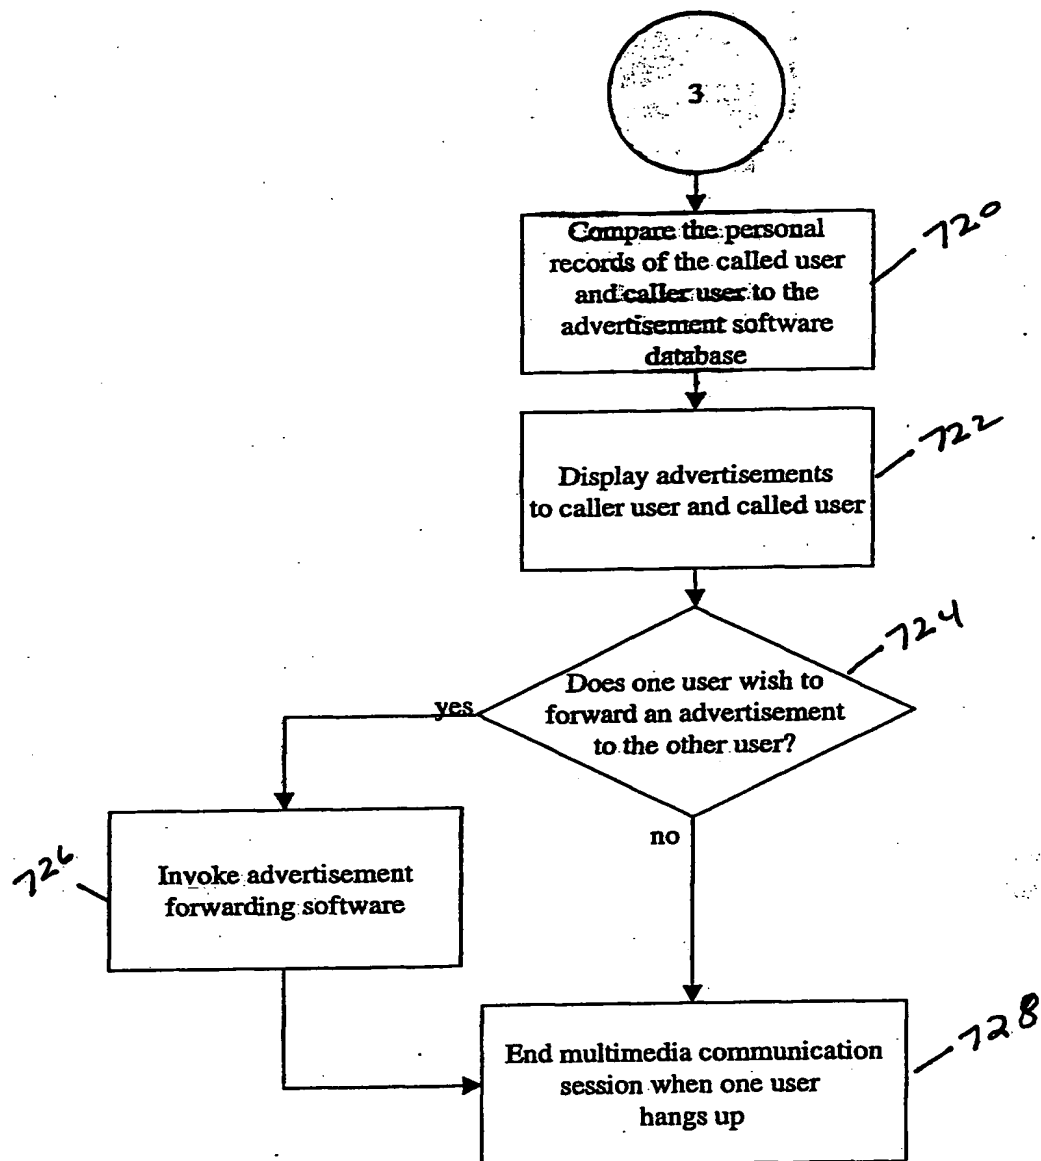 3
Compare the personal
records of the called user
and caller user to the
advertisement software
database
720
Display advertisements
to caller user and called user
722
Does one user wish to
forward an advertisement
to the other user?
724
yes
no
Invoke advertisement
forwarding software
726
End multimedia communication
session when one user
hangs up
728